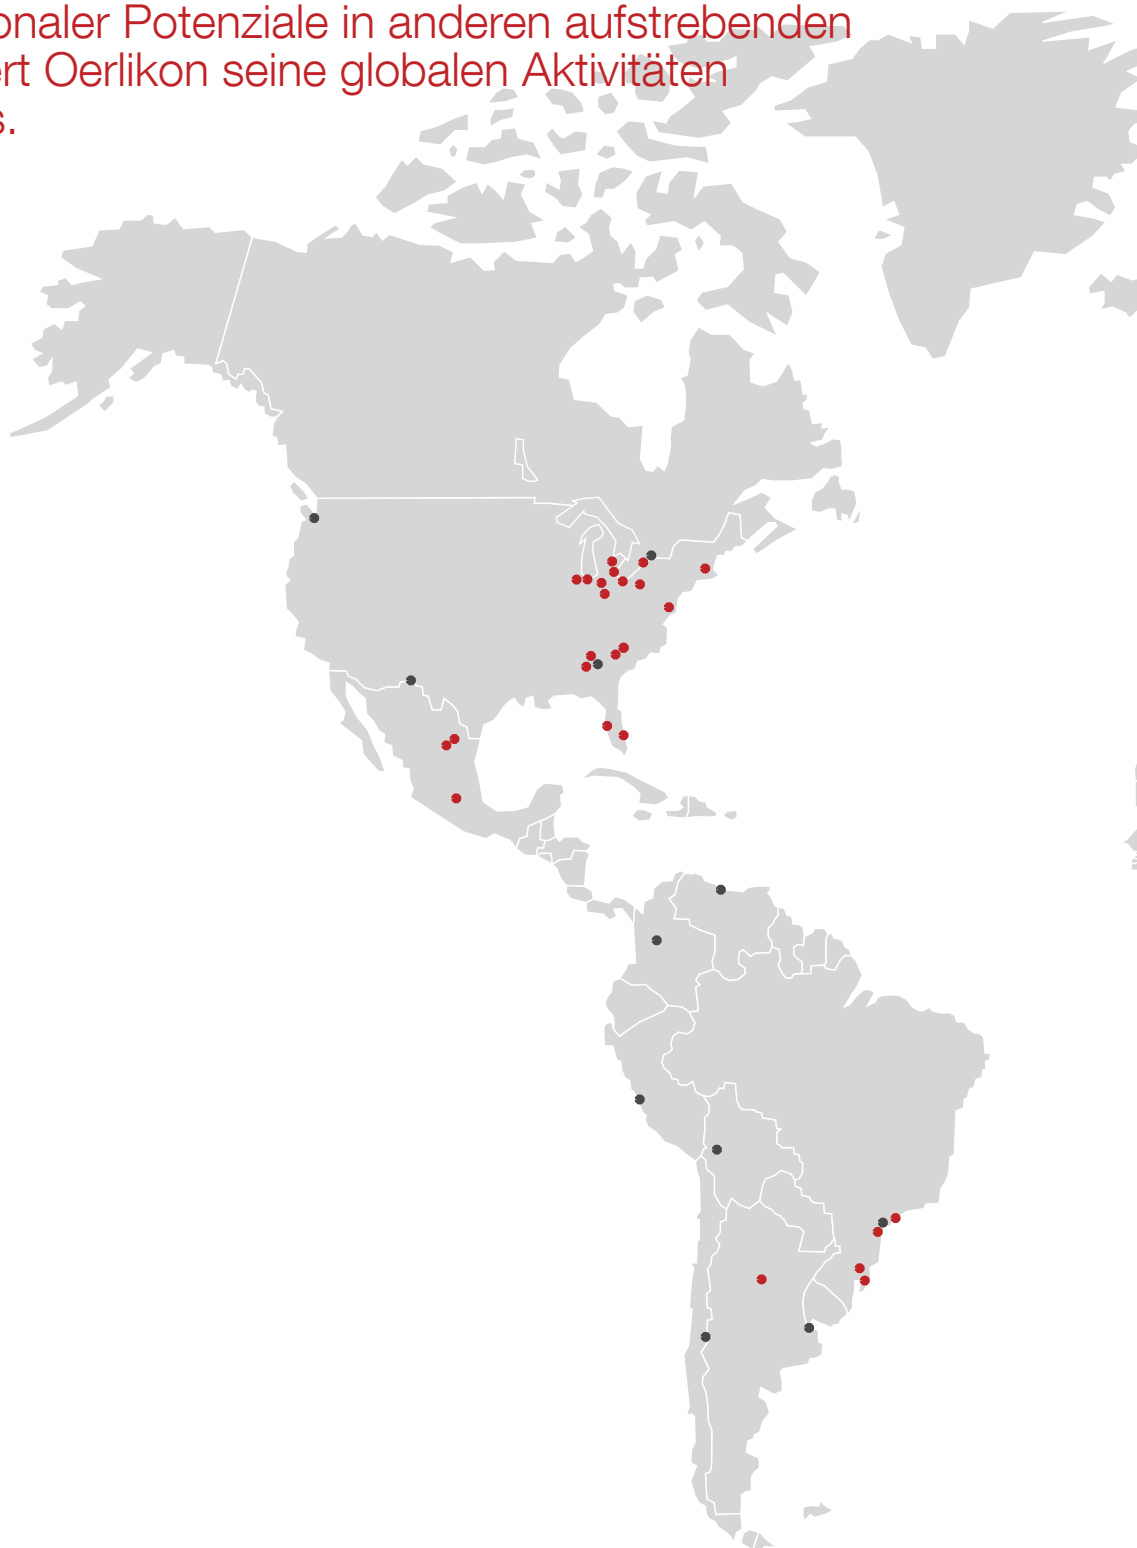 onaler Potenziale in anderen aufstrebenden
ert Oerlikon seine globalen Aktivitäten
s.